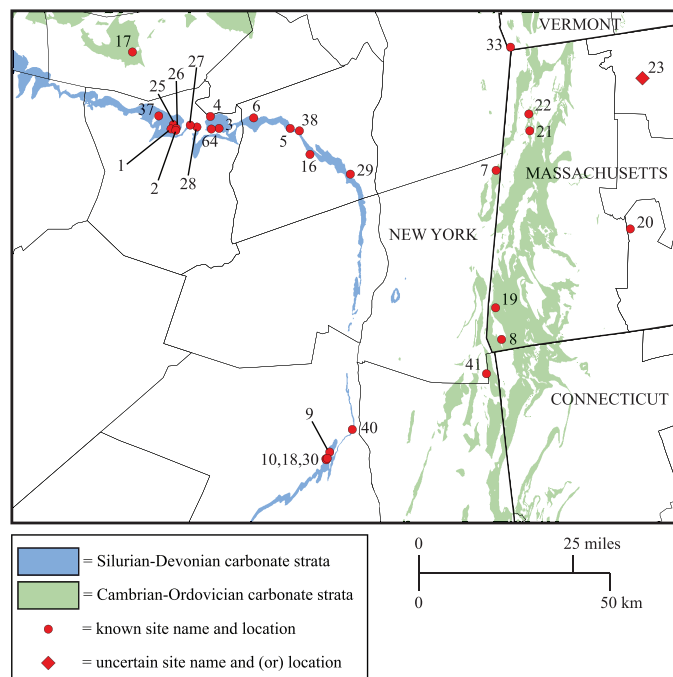 VERMONT
33
17
27
26
25
23
4
6
37
22
3
38
21
64
5
1
2
16
28
29
7
MASSACHUSETTS
20
NEW YORK
19
8
41
CONNECTICUT
9
40
10,18,30
= Silurian-Devonian carbonate strata
0 25 miles
= Cambrian-Ordovician carbonate strata
0 50 km
= known site name and location
= uncertain site name and (or) location